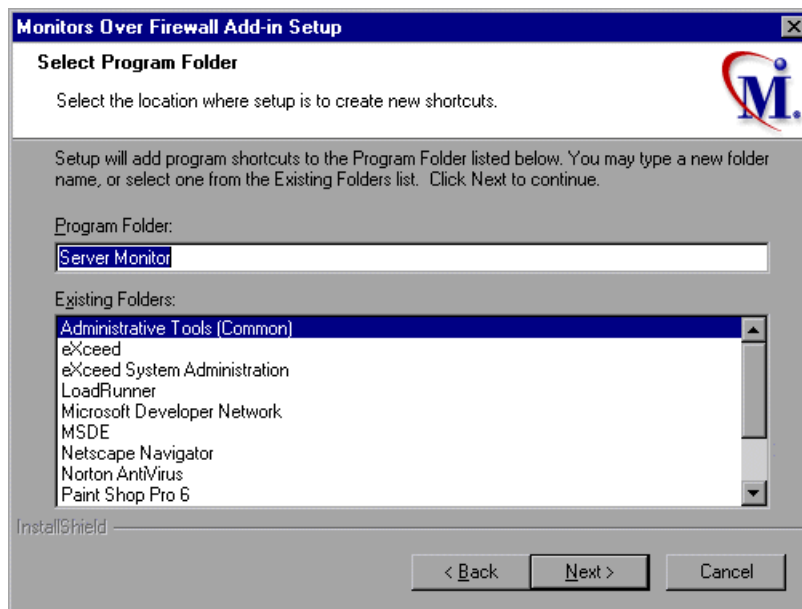 Monitors Over Firewall Add-in Setup
Select Program Folder
Select the location where setup is to create new shortcuts.
M.
Setup will add program shortcuts to the Program Folder listed below. You may type a new folder
name, or select one from the Existing Folders list. Click Next to continue.
Program Folder:
Server Monitor
Existing Folders:
Administrative Tools (Common)
eXceed
eXceed System Administration
LoadRunner
Microsoft Developer Network
MSDE
Netscape Navigator
Norton AntiVirus
Paint Shop Pro 6
InstallShield
< Back Next > Cancel